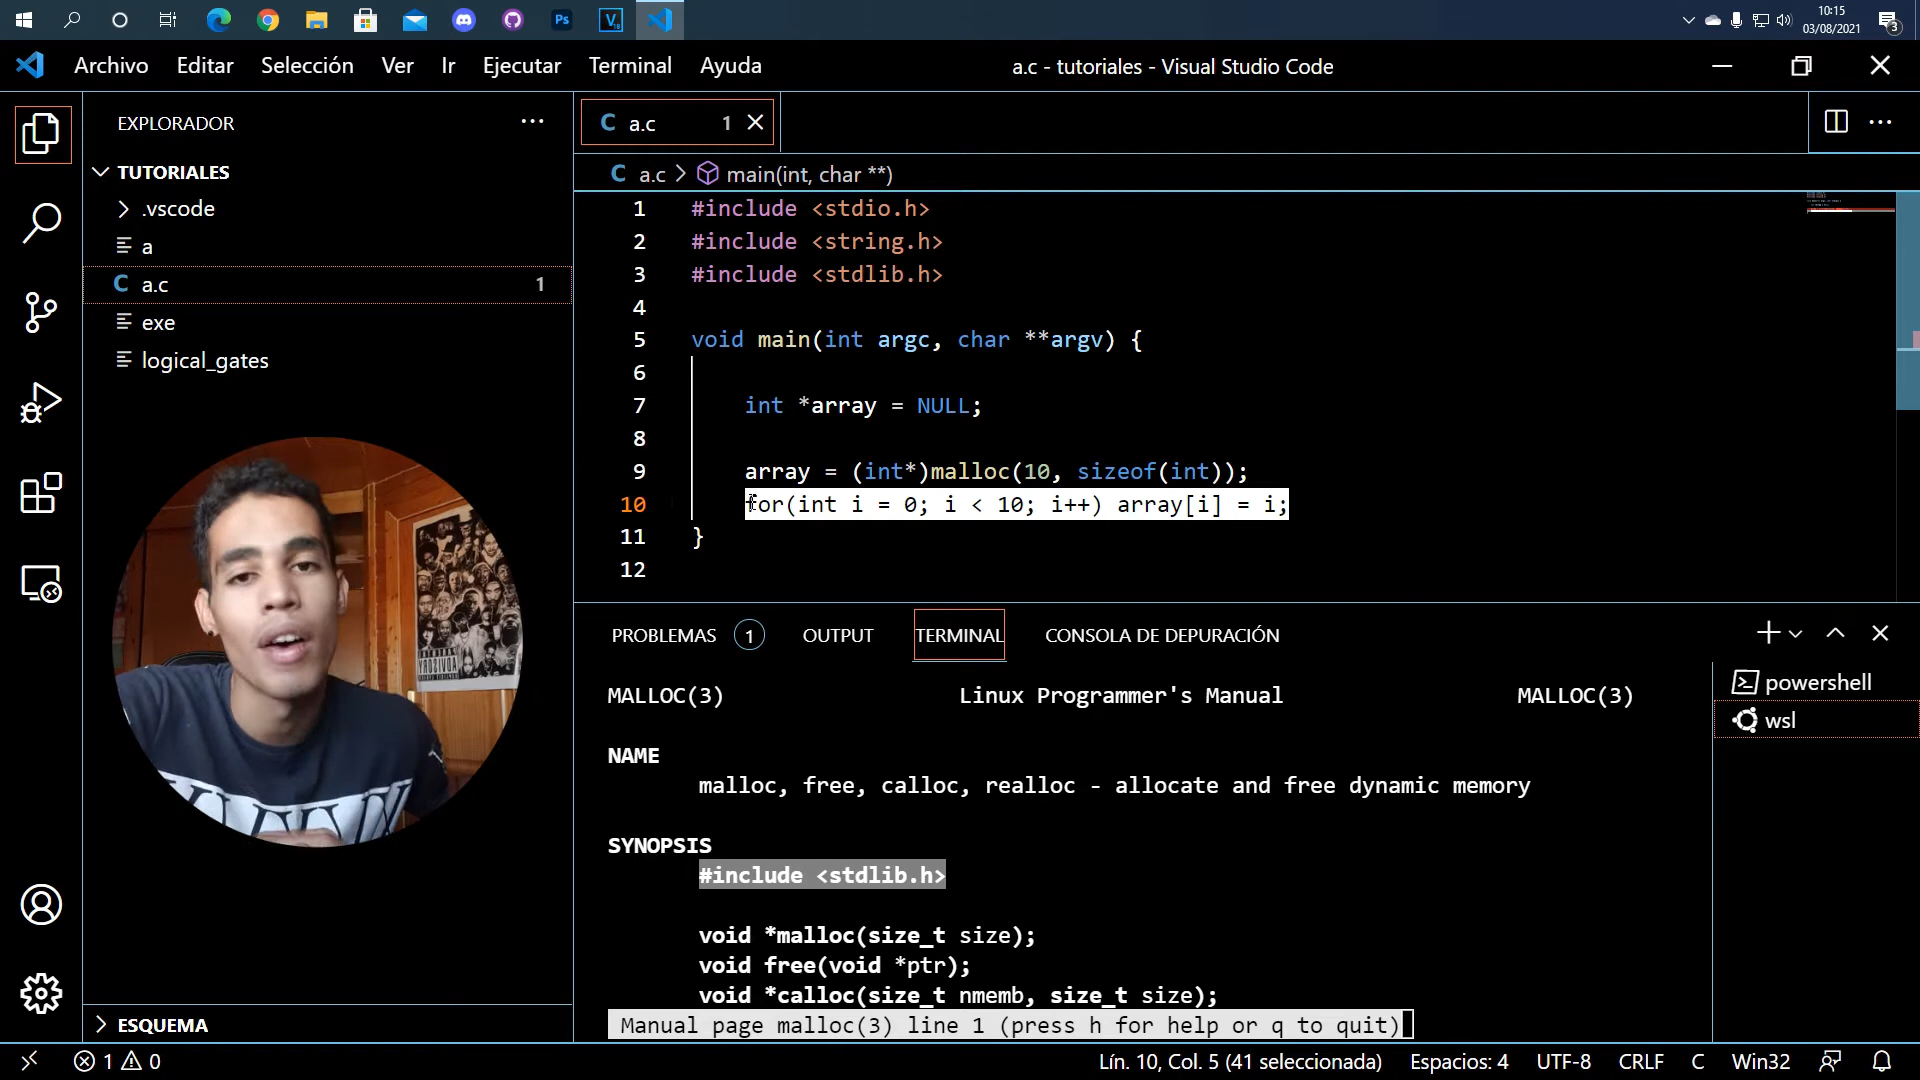 10:15
03/08/2021
3
Ps
V
Archivo Editar Selección Ver Ir Ejecutar Terminal Ayuda
a.c - tutoriales - Visual Studio Code
EXPLORADOR
TUTORIALES
.vscode
a
C a.c 1
exe
logical_gates
ESQUEMA
C a.c 1
C a.c > main(int, char **)
1 #include <stdio.h>
2 #include <string.h>
3 #include <stdlib.h>
4
5 void main(int argc, char **argv) {
6
7 int *array = NULL;
8
9 array = (int*)malloc(10, sizeof(int));
10 for(int i = 0; i < 10; i++) array[i] = i;
11 }
12
PROBLEMAS 1 OUTPUT TERMINAL CONSOLA DE DEPURACIÓN
powershell
wsl
MALLOC(3) Linux Programmer's Manual MALLOC(3)
NAME
malloc, free, calloc, realloc - allocate and free dynamic memory
SYNOPSIS
#include <stdlib.h>
void *malloc(size_t size);
void free(void *ptr);
void *calloc(size_t nmemb, size_t size);
Manual page malloc(3) line 1 (press h for help or q to quit)
1 0
Lín. 10, Col. 5 (41 seleccionada) Espacios: 4 UTF-8 CRLF C Win32